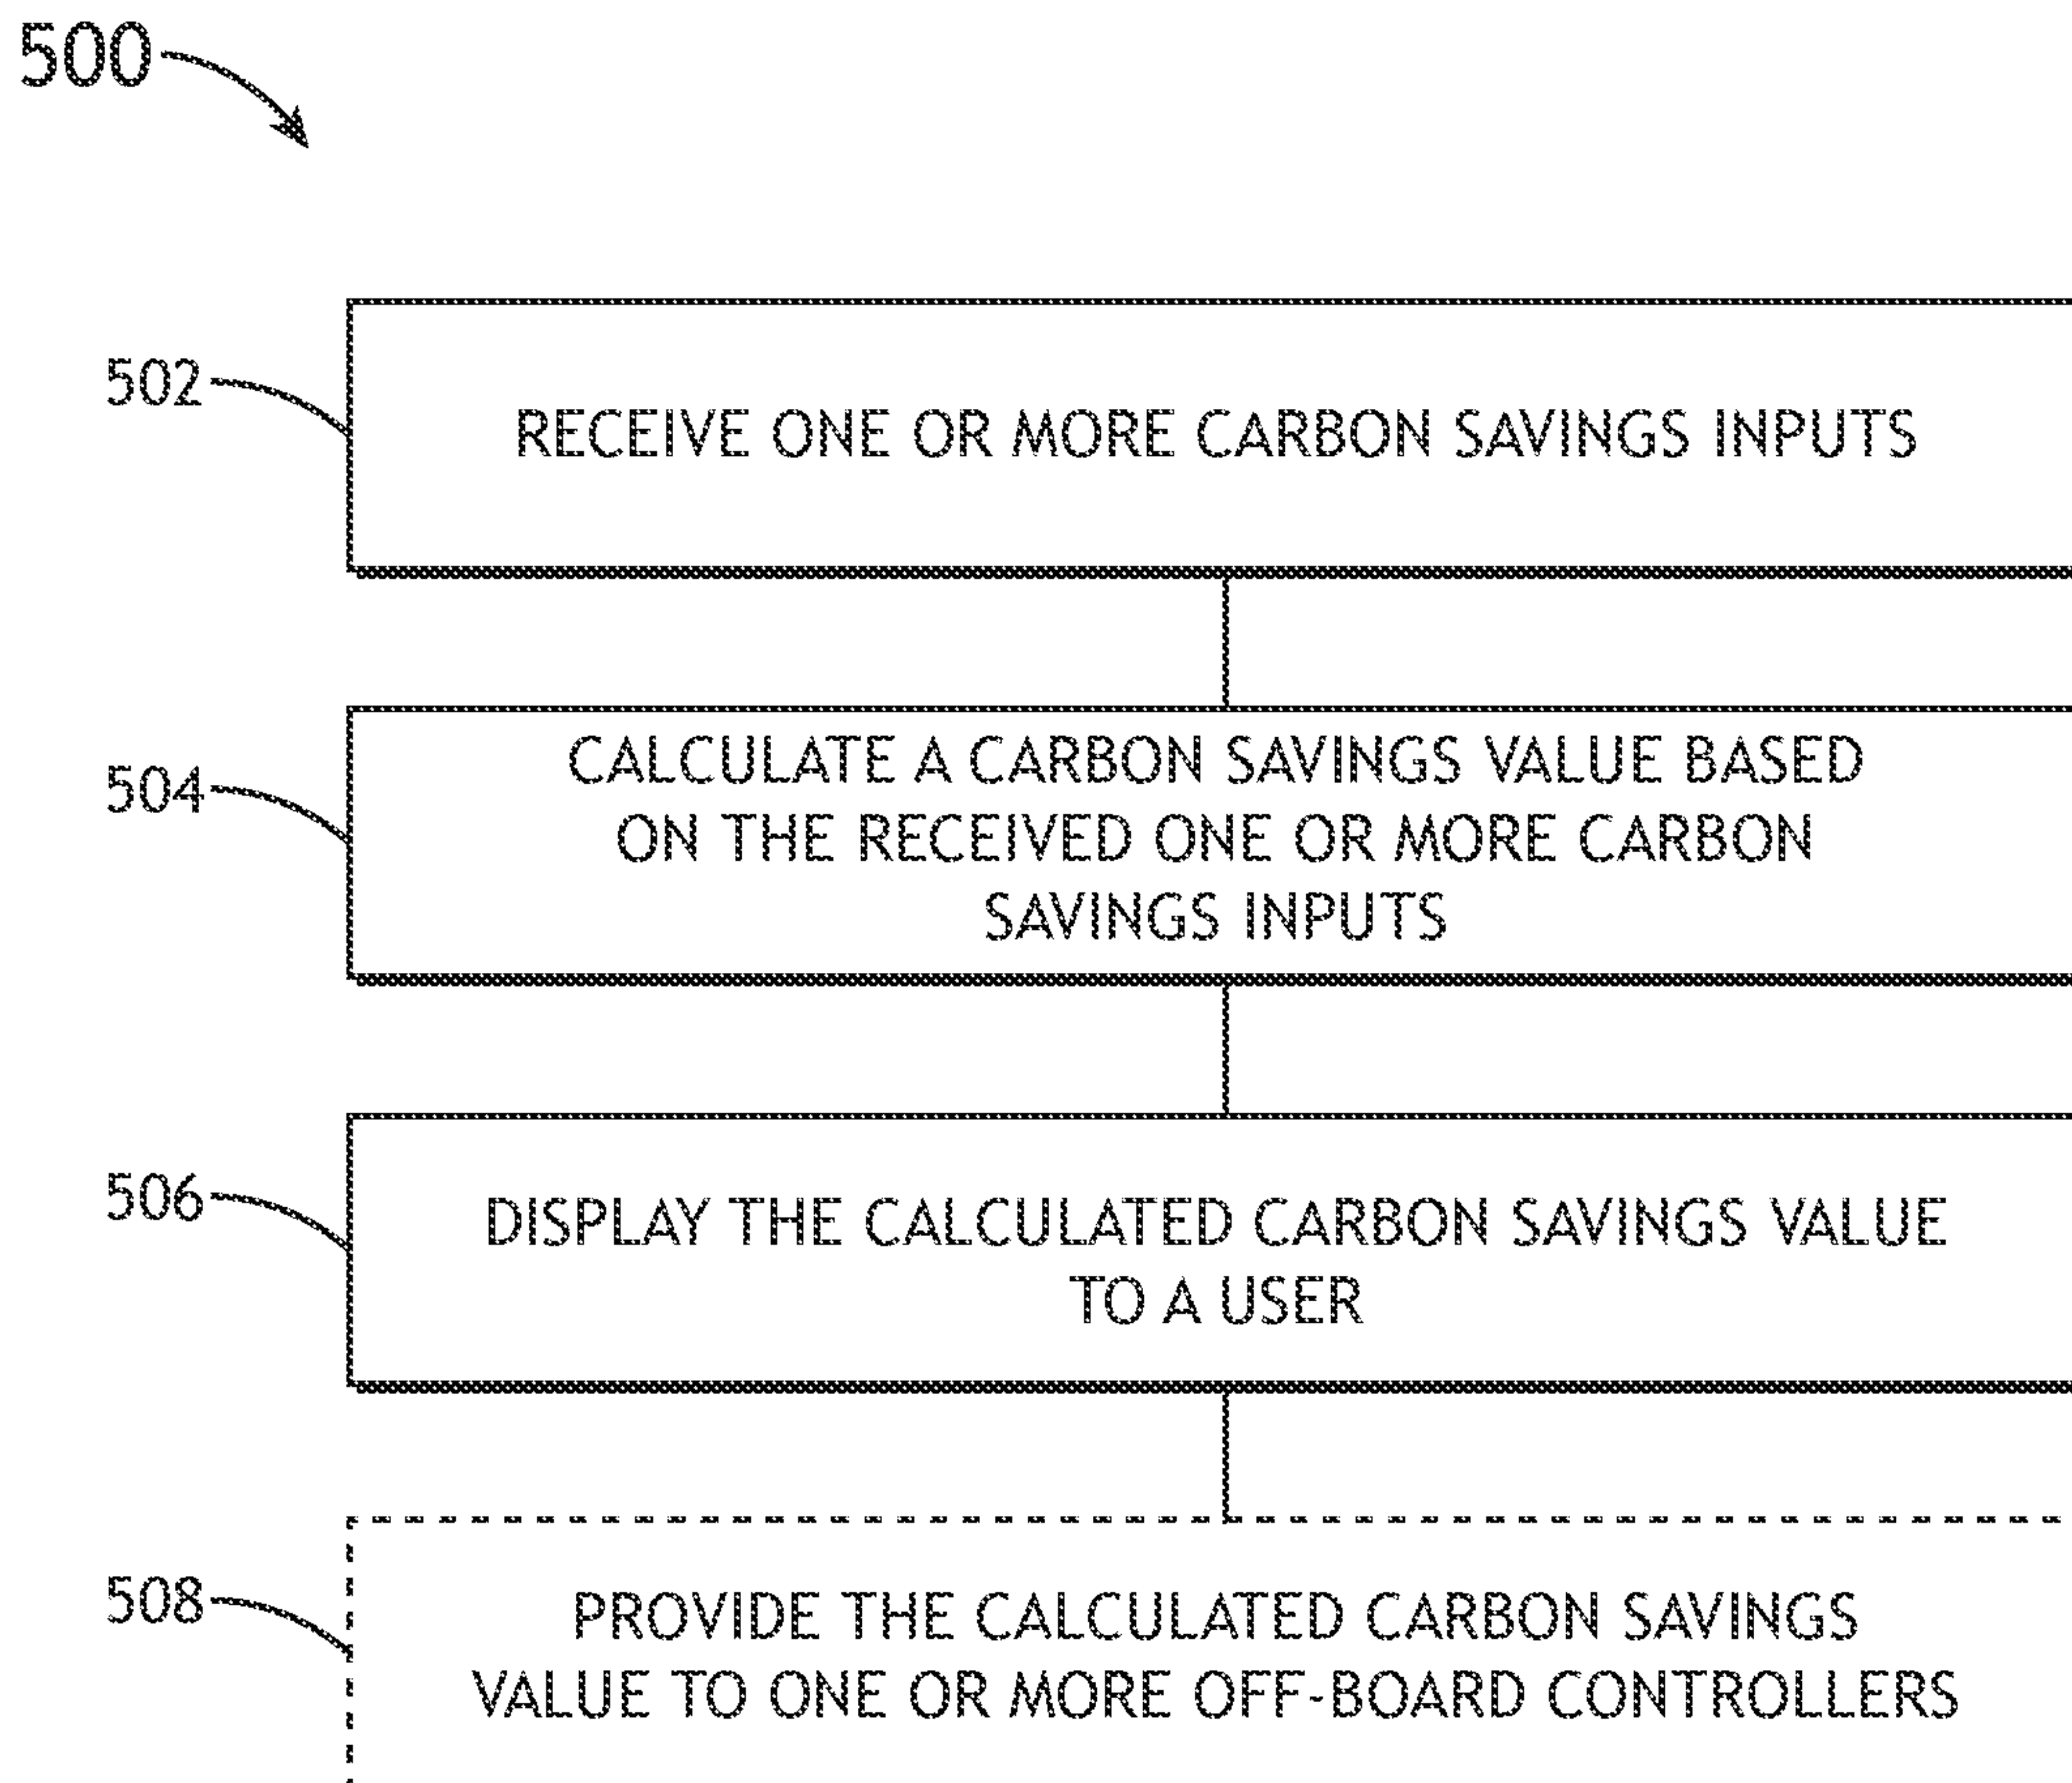 500
502
RECEIVE ONE OR MORE CARBON SAVINGS INPUTS
504
CALCULATE A CARBON SAVINGS VALUE BASED
ON THE RECEIVED ONE OR MORE CARBON
SAVINGS INPUTS
506
DISPLAY THE CALCULATED CARBON SAVINGS VALUE
TO A USER
508
PROVIDE THE CALCULATED CARBON SAVINGS
VALUE TO ONE OR MORE OFF-BOARD CONTROLLERS